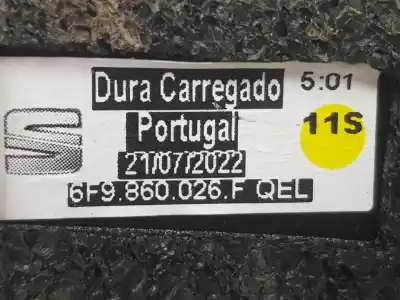 Dura Carregado 5:01
Portugal 11S
21/07/2022
6F9.860.026.F QEL